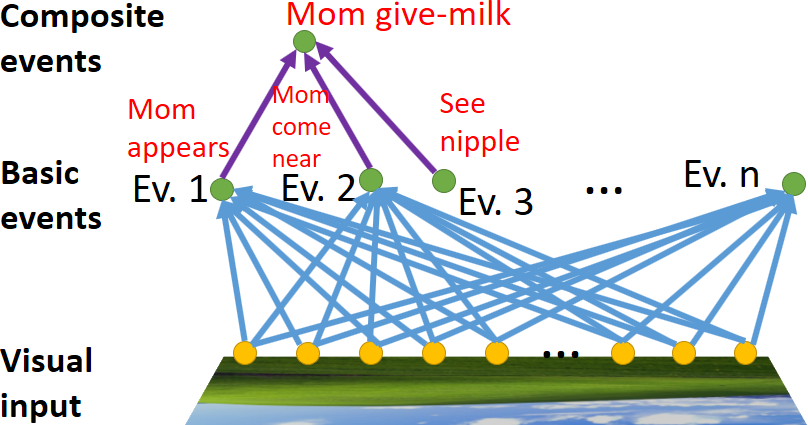 Composite
events
Mom give-milk
Mom
appears
Mom
come
near
See
nipple
Basic
events
Ev. 1
Ev. 2
Ev. 3
...
Ev. n
Visual
input
...